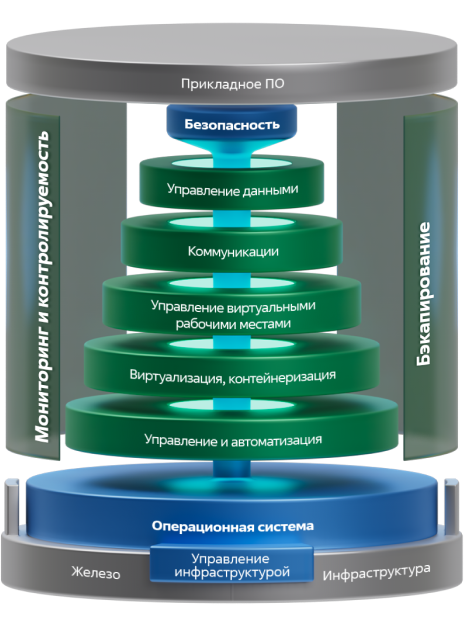 Прикладное ПО
Безопасность
Мониторинг и контролируемость
Бэкапирование
Управление данными
Коммуникации
Управление виртуальными
рабочими местами
Виртуализация, контейнеризация
Управление и автоматизация
Операционная система
Железо
Управление
инфраструктурой
Инфраструктура